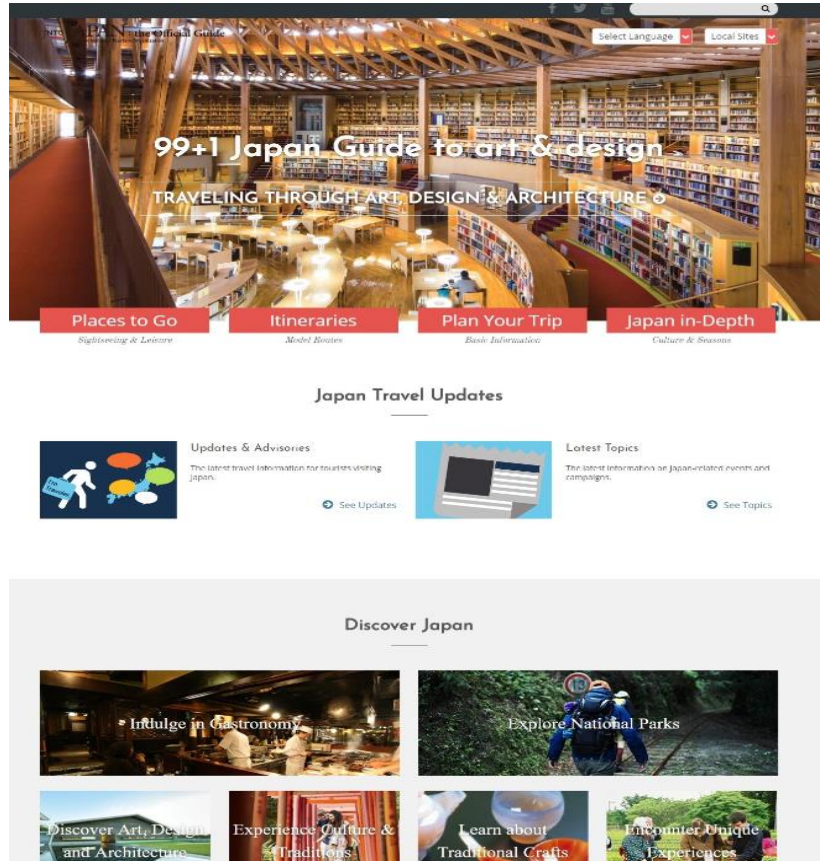 JAPAN: the Official Guide
Select Language
Local Sites
99+1 Japan Guide to art & design
TRAVELING THROUGH ART, DESIGN & ARCHITECTURE
Places to Go
Itineraries
Plan Your Trip
Japan in-Depth
Sightseeing & Leisure
Model Routes
Basic Information
Culture & Seasons
Japan Travel Updates
Updates & Advisories
The latest travel information for tourists visiting
Japan.
See Updates
Latest Topics
The latest information on Japan-related events and
campaigns.
See Topics
Discover Japan
Indulge in Gastronomy
Explore National Parks
Discover Art, Design
and Architecture
Experience Culture &
Traditions
Learn about
Traditional Crafts
Encounter Unique
Experiences